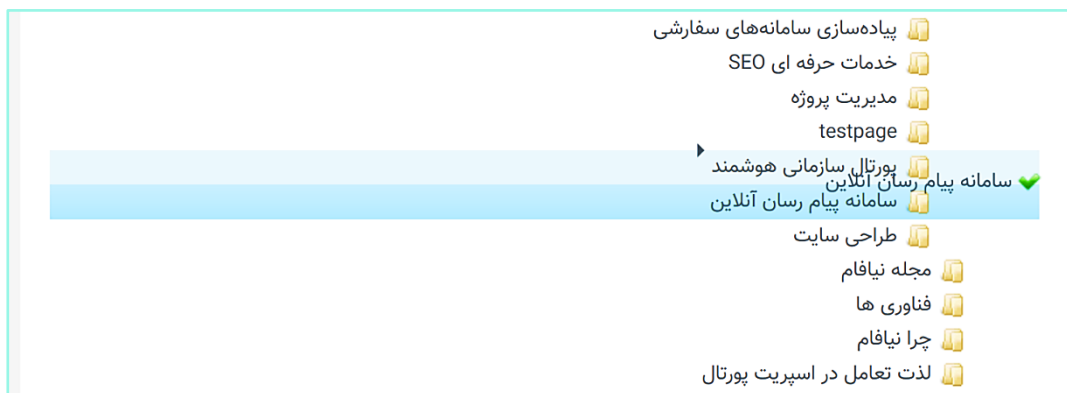 پیاده‌سازی سامانه‌های سفارشی
خدمات حرفه ای SEO
مدیریت پروژه
testpage
پورتال سازمانی هوشمند
سامانه پیام رسان آنلاین
سامانه پیام رسان آنلاین
طراحی سایت
مجله نیافام
فناوری ها
چرا نیافام
لذت تعامل در اسپریت پورتال